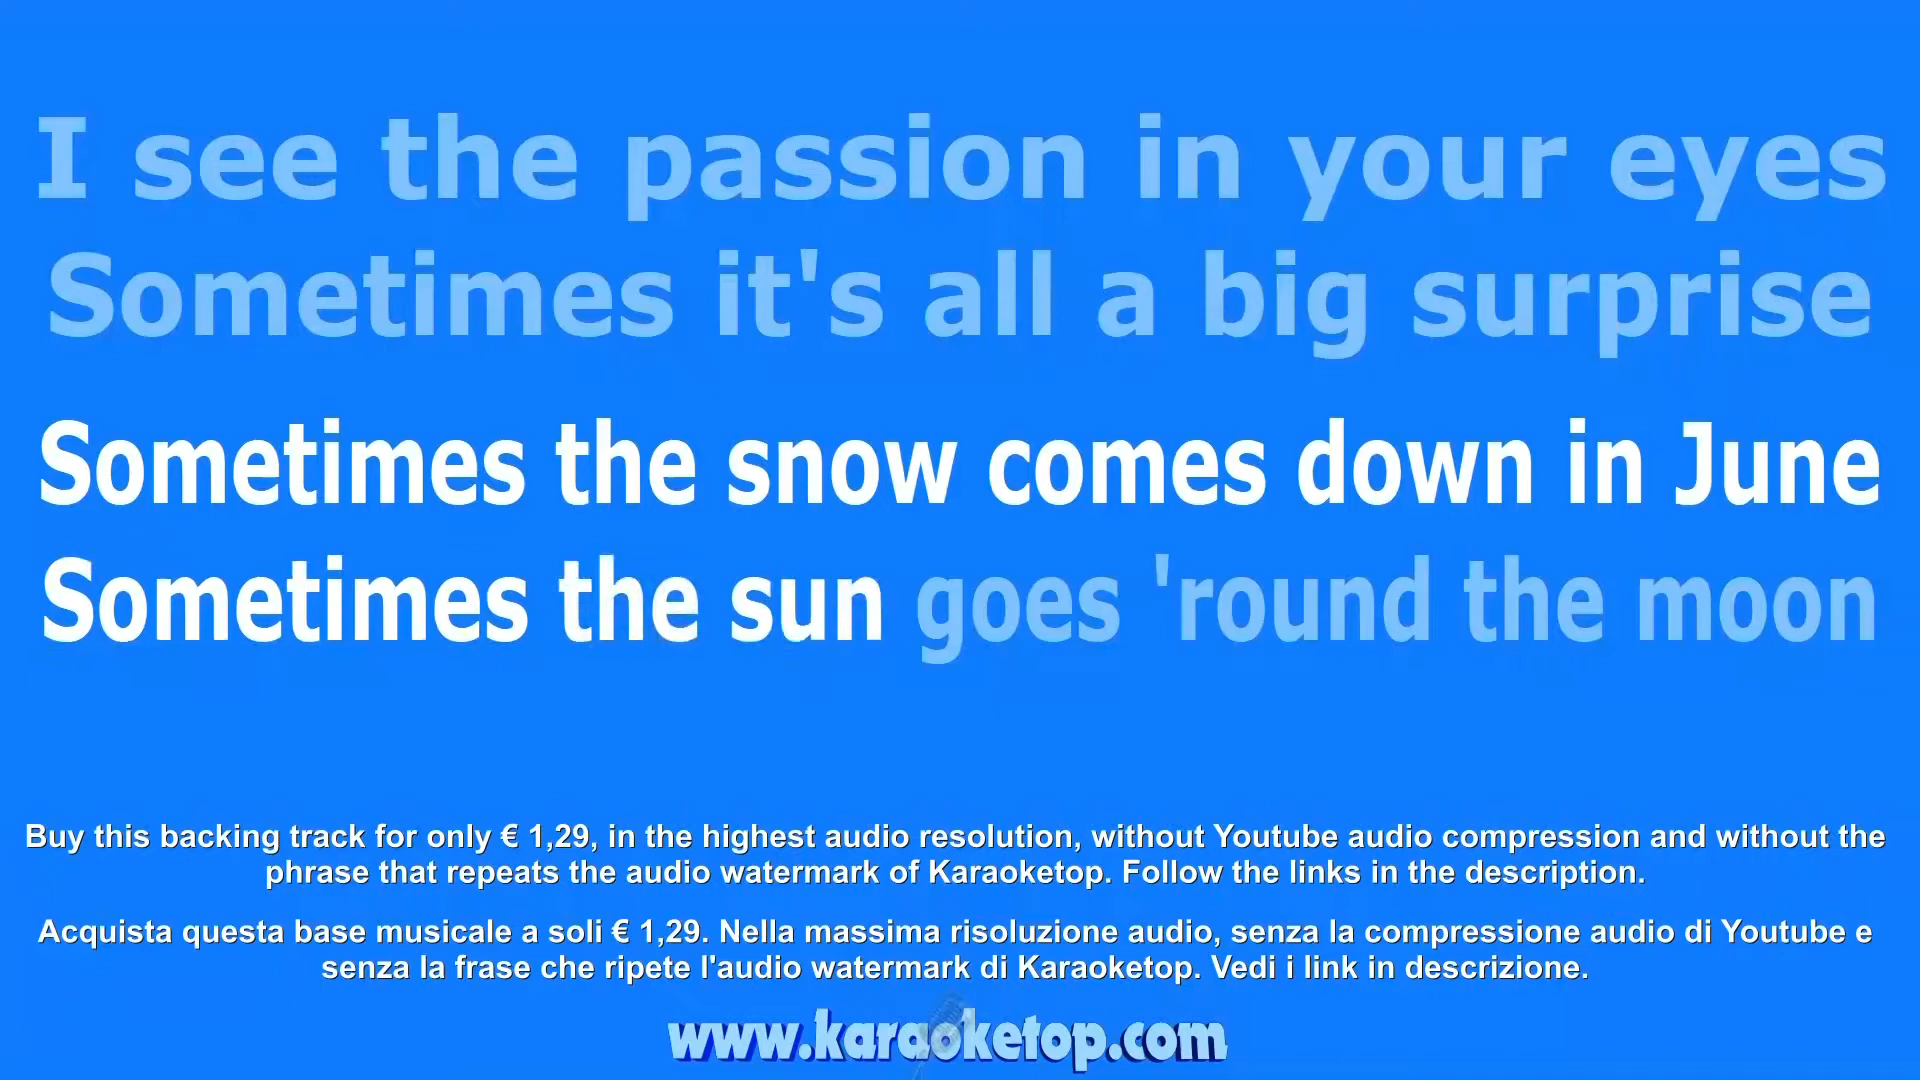 I see the passion in your eyes
Sometimes it's all a big surprise
Sometimes the snow comes down in June
Sometimes the sun goes 'round the moon
Buy this backing track for only € 1,29, in the highest audio resolution, without Youtube audio compression and without the
phrase that repeats the audio watermark of Karaoketop. Follow the links in the description.
Acquista questa base musicale a soli € 1,29. Nella massima risoluzione audio, senza la compressione audio di Youtube e
senza la frase che ripete l'audio watermark di Karaoketop. Vedi i link in descrizione.
www.karaoketop.com